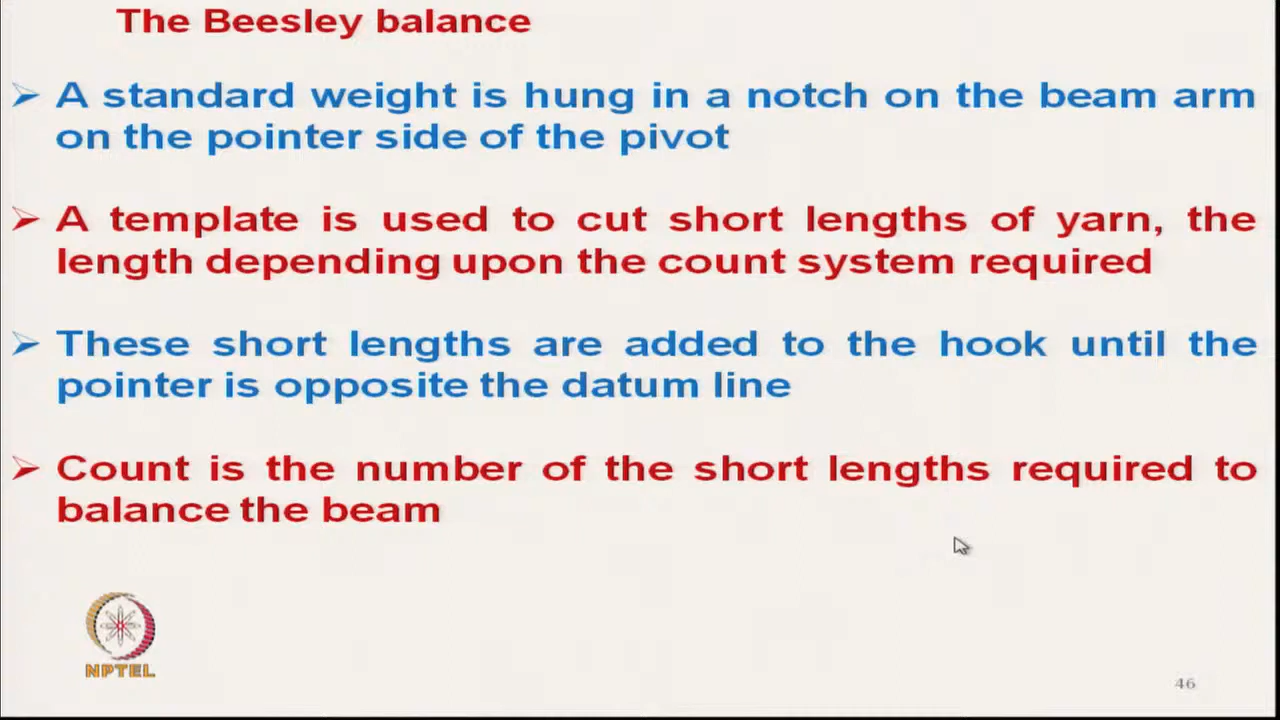 The Beesley balance
A standard weight is hung in a notch on the beam arm
on the pointer side of the pivot
A template is used to cut short lengths of yarn, the
length depending upon the count system required
These short lengths are added to the hook until the
pointer is opposite the datum line
Count is the number of the short lengths required to
balance the beam
NPTEL
46